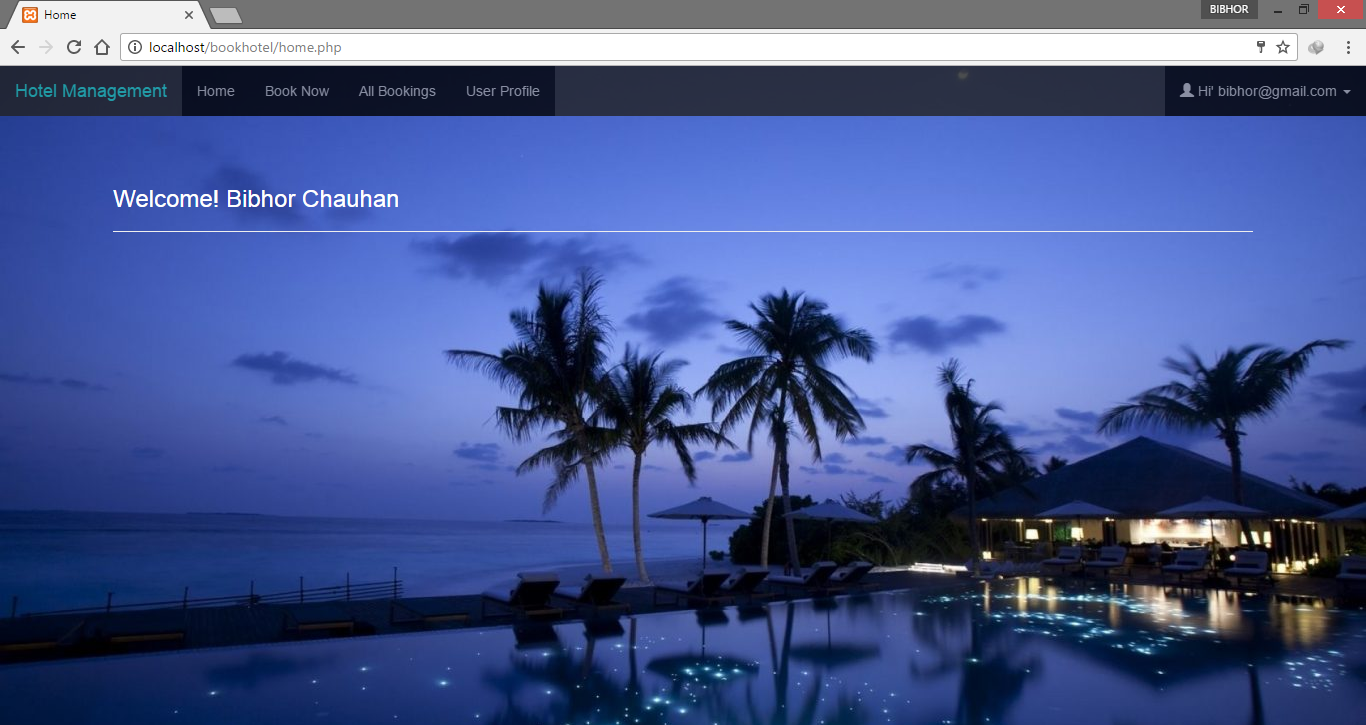 Home
BIBHOR
localhost/bookhotel/home.php
Hotel Management Home Book Now All Bookings User Profile Hi' bibhor@gmail.com
Welcome! Bibhor Chauhan